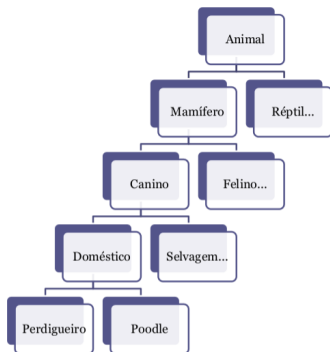 Animal
Mamífero
Réptil...
Canino
Felino...
Doméstico
Selvagem...
Perdigueiro
Poodle